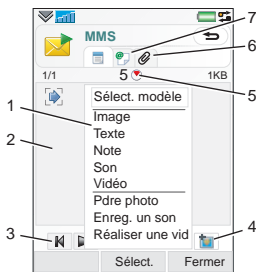 7
MMS
6
1/1
5
1KB
Sélect. modèle
5
1
Image
Texte
2
Note
Son
Vidéo
Pdre photo
3
Enreg. un son
4
Réaliser une vid
Sélect.
Fermer